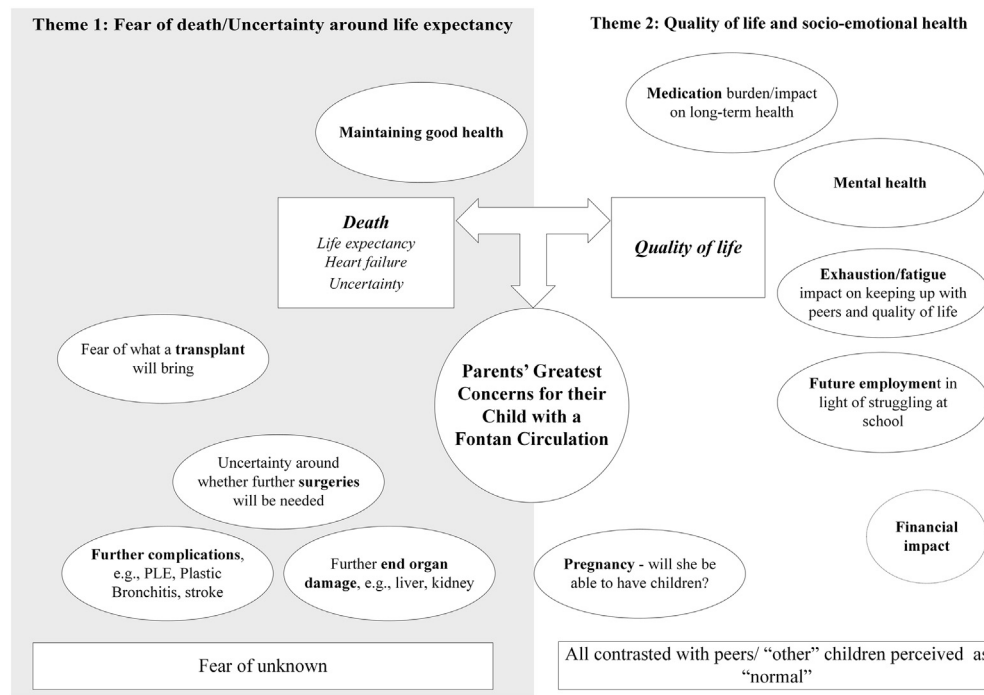 Theme 1: Fear of death/Uncertainty around life expectancy
Theme 2: Quality of life and socio-emotional health
Maintaining good health
Medication burden/impact
on long-term health
Mental health
Death
Life expectancy
Heart failure
Uncertainty
Quality of life
Exhaustion/fatigue
impact on keeping up with
peers and quality of life
Fear of what a transplant
will bring
Parents' Greatest
Concerns for their
Child with a
Fontan Circulation
Future employment in
light of struggling at
school
Uncertainty around
whether further surgeries
will be needed
Financial
impact
Further complications,
e.g., PLE, Plastic
Bronchitis, stroke
Further end organ
damage, e.g., liver, kidney
Pregnancy - will she be
able to have children?
Fear of unknown
All contrasted with peers/ “other” children perceived as
“normal”